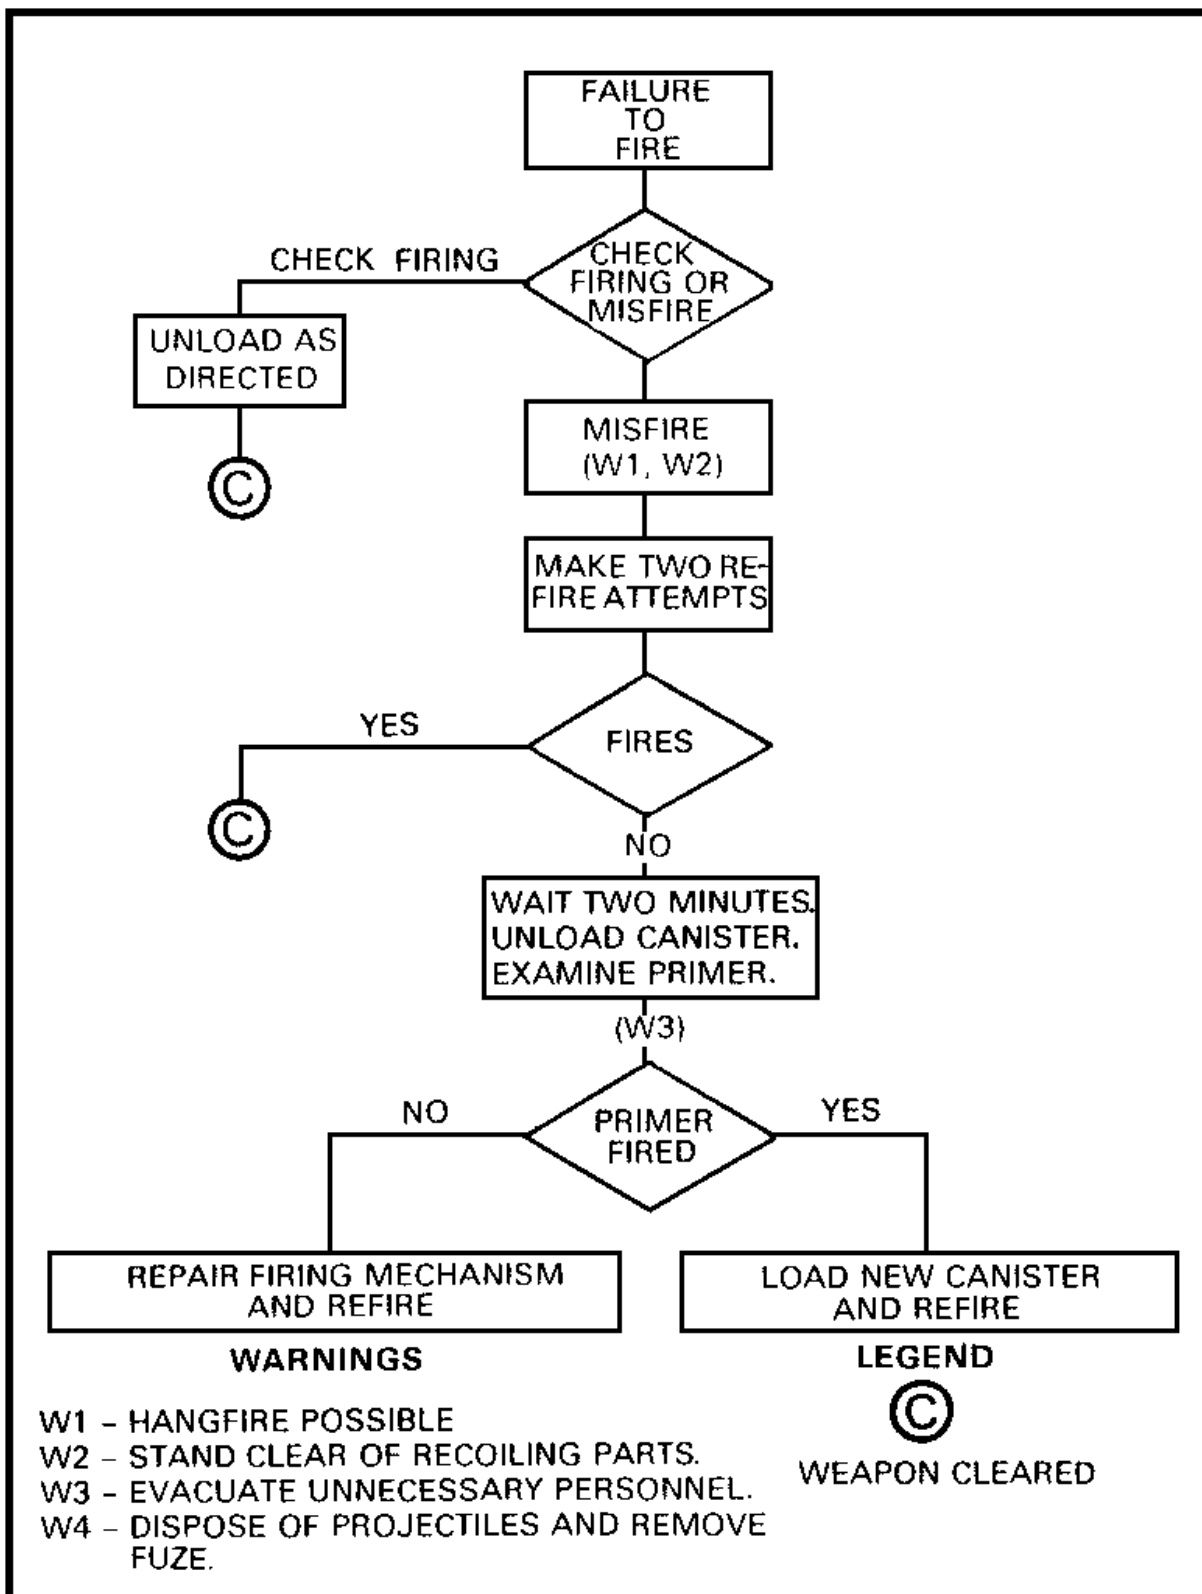 FAILURE
TO
FIRE
CHECK FIRING
CHECK
FIRING OR
MISFIRE
UNLOAD AS
DIRECTED
C
MISFIRE
(W1, W2)
MAKE TWO RE-
FIRE ATTEMPTS
YES
FIRES
C
NO
WAIT TWO MINUTES.
UNLOAD CANISTER.
EXAMINE PRIMER.
(W3)
NO
PRIMER
FIRED
YES
REPAIR FIRING MECHANISM
AND REFIRE
LOAD NEW CANISTER
AND REFIRE
WARNINGS
W1 – HANGFIRE POSSIBLE
W2 – STAND CLEAR OF RECOILING PARTS.
W3 – EVACUATE UNNECESSARY PERSONNEL.
W4 – DISPOSE OF PROJECTILES AND REMOVE
FUZE.
LEGEND
C
WEAPON CLEARED